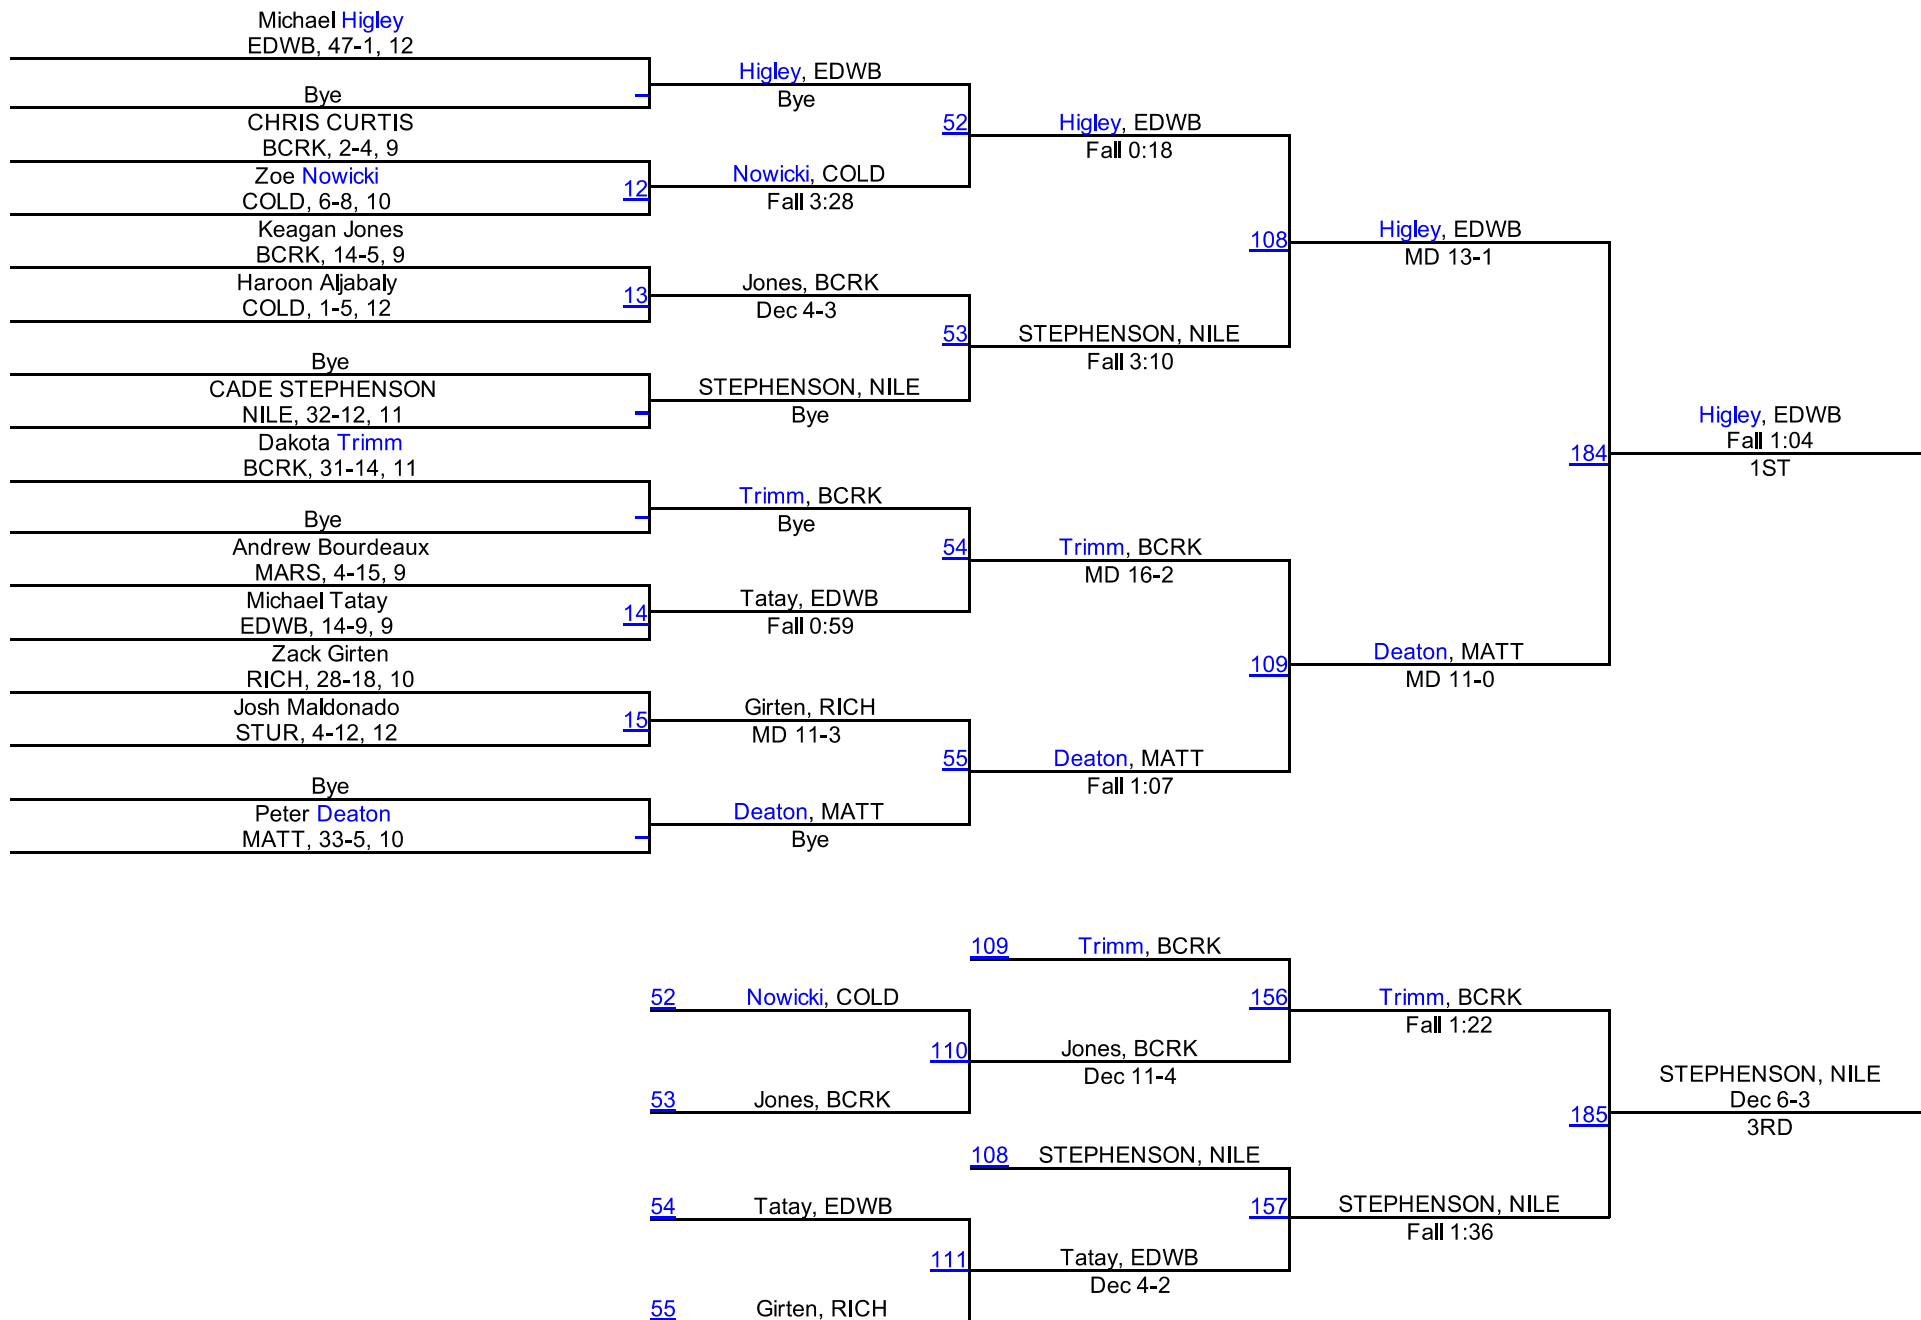 Michael Higley
EDWB, 47-1, 12
Bye
CHRIS CURTIS
BCRK, 2-4, 9
Zoe Nowicki
COLD, 6-8, 10
Keagan Jones
BCRK, 14-5, 9
Haroon Aljabaly
COLD, 1-5, 12
Bye
CADE STEPHENSON
NILE, 32-12, 11
Dakota Trimm
BCRK, 31-14, 11
Bye
Andrew Bourdeaux
MARS, 4-15, 9
Michael Tatay
EDWB, 14-9, 9
Zack Girten
RICH, 28-18, 10
Josh Maldonado
STUR, 4-12, 12
Bye
Peter Deaton
MATT, 33-5, 10
12
13
14
15
Higley, EDWB
Bye
Nowicki, COLD
Fall 3:28
Jones, BCRK
Dec 4-3
STEPHENSON, NILE
Bye
Trimm, BCRK
Bye
Tatay, EDWB
Fall 0:59
Girten, RICH
MD 11-3
Deaton, MATT
Bye
52
53
54
55
Higley, EDWB
Fall 0:18
STEPHENSON, NILE
Fall 3:10
Trimm, BCRK
MD 16-2
Deaton, MATT
Fall 1:07
108
109
Higley, EDWB
MD 13-1
Deaton, MATT
MD 11-0
184
Higley, EDWB
Fall 1:04
1ST
52 Nowicki, COLD
53 Jones, BCRK
54 Tatay, EDWB
55 Girten, RICH
110
111
109 Trimm, BCRK
Jones, BCRK
Dec 11-4
108 STEPHENSON, NILE
Tatay, EDWB
Dec 4-2
156
157
Trimm, BCRK
Fall 1:22
STEPHENSON, NILE
Fall 1:36
185
STEPHENSON, NILE
Dec 6-3
3RD